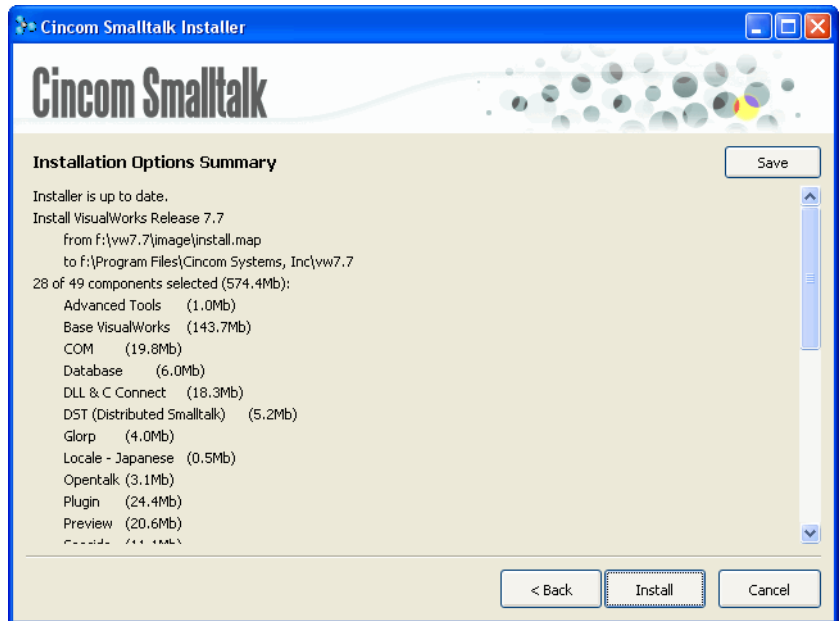 Cincom Smalltalk Installer
Cincom Smalltalk
Installation Options Summary
Save
Installer is up to date.
Install VisualWorks Release 7.7
from f:\vw7.7\image\install.map
to f:\Program Files\Cincom Systems, Inc\vw7.7
28 of 49 components selected (574.4Mb):
Advanced Tools (1.0Mb)
Base VisualWorks (143.7Mb)
COM (19.8Mb)
Database (6.0Mb)
DLL & C Connect (18.3Mb)
DST (Distributed Smalltalk) (5.2Mb)
Glorp (4.0Mb)
Locale - Japanese (0.5Mb)
Opentalk (3.1Mb)
Plugin (24.4Mb)
Preview (20.6Mb)
< Back
Install
Cancel